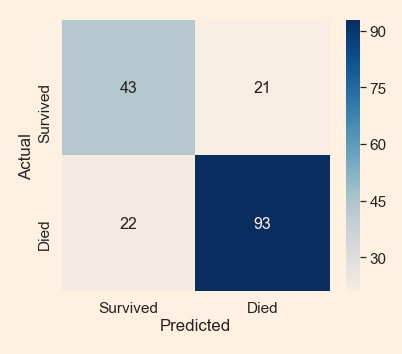 43 21
22 93
Actual
Survived
Died
Survived Died
Predicted
90
75
60
45
30